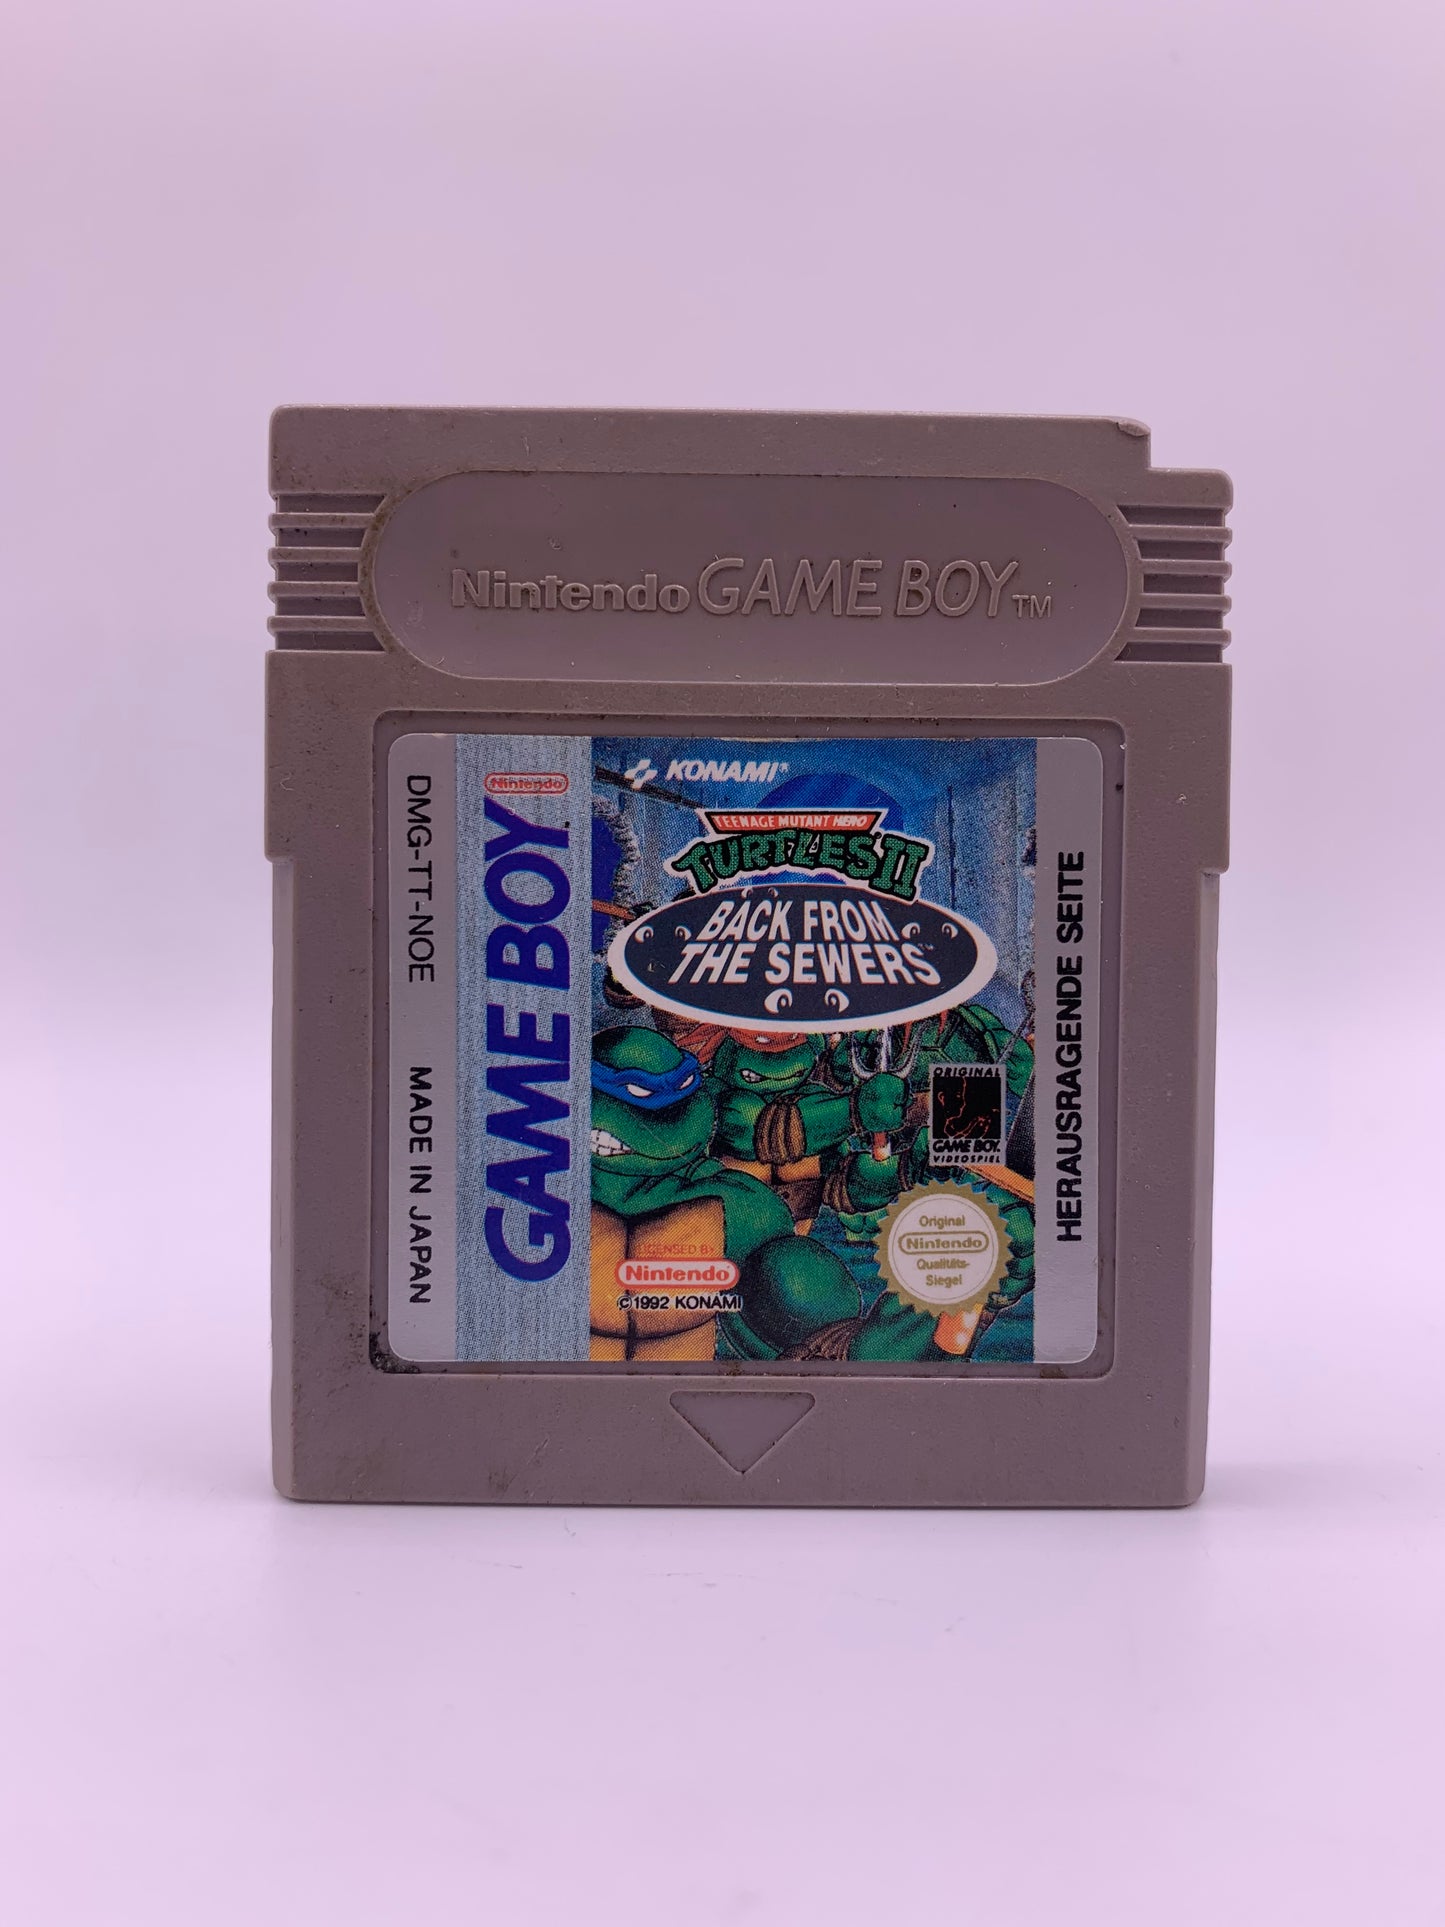 Nintendo GAME BOY TM
DMG-TT-NOE MADE IN JAPAN
Nintendo
GAME BOY TM
KONAMI®
TEENAGE MUTANT HERO
TURTLES II
BACK FROM
THE SEWERS
ORIGINAL
GAME BOY
VIDEOSPIEL
Original
Nintendo
Qualitäts-
Siegel
TM
LICENSED BY
Nintendo
©1992 KONAMI
HERAUSRAGENDE SEITE